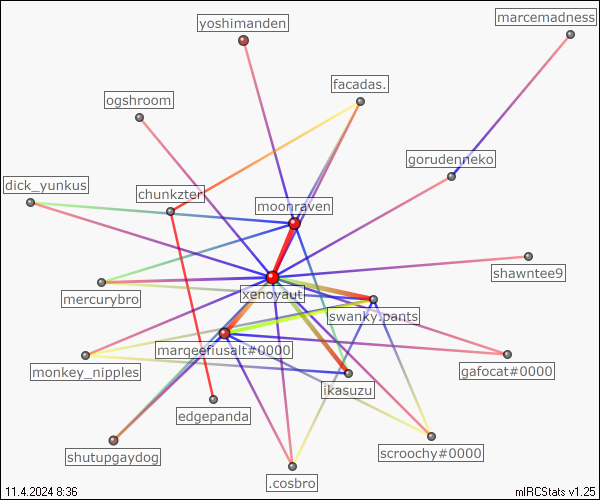 yoshimanden
marcemadness
facadas.
ogshroom
gorudenneko
dick_yunkus
chunkzter
moonraven
shawntee9
mercurybro
xenoyaut
swanky.pants
marqeefiusalt#0000
monkey_nipples
ikasuzu
gafocat#0000
edgepanda
shutupgaydog
.cosbro
scroochy#0000
11.4.2024 8:36
mIRCStats v1.25